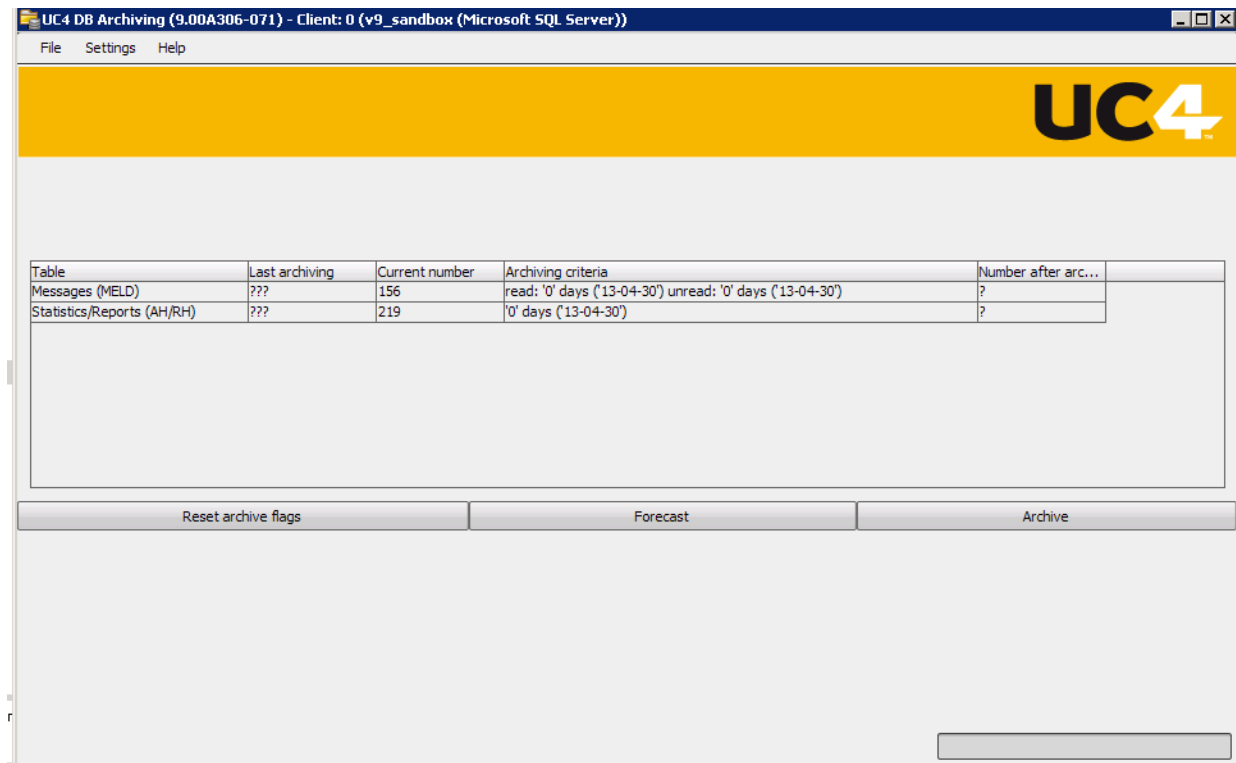 UC4 DB Archiving (9.00A306-071) - Client: 0 (v9_sandbox (Microsoft SQL Server))
File Settings Help
UC4™
Table Last archiving Current number Archiving criteria Number after arc...
Messages (MELD) ??? 156 read: '0' days ('13-04-30') unread: '0' days ('13-04-30') ?
Statistics/Reports (AH/RH) ??? 219 '0' days ('13-04-30') ?
Reset archive flags Forecast Archive